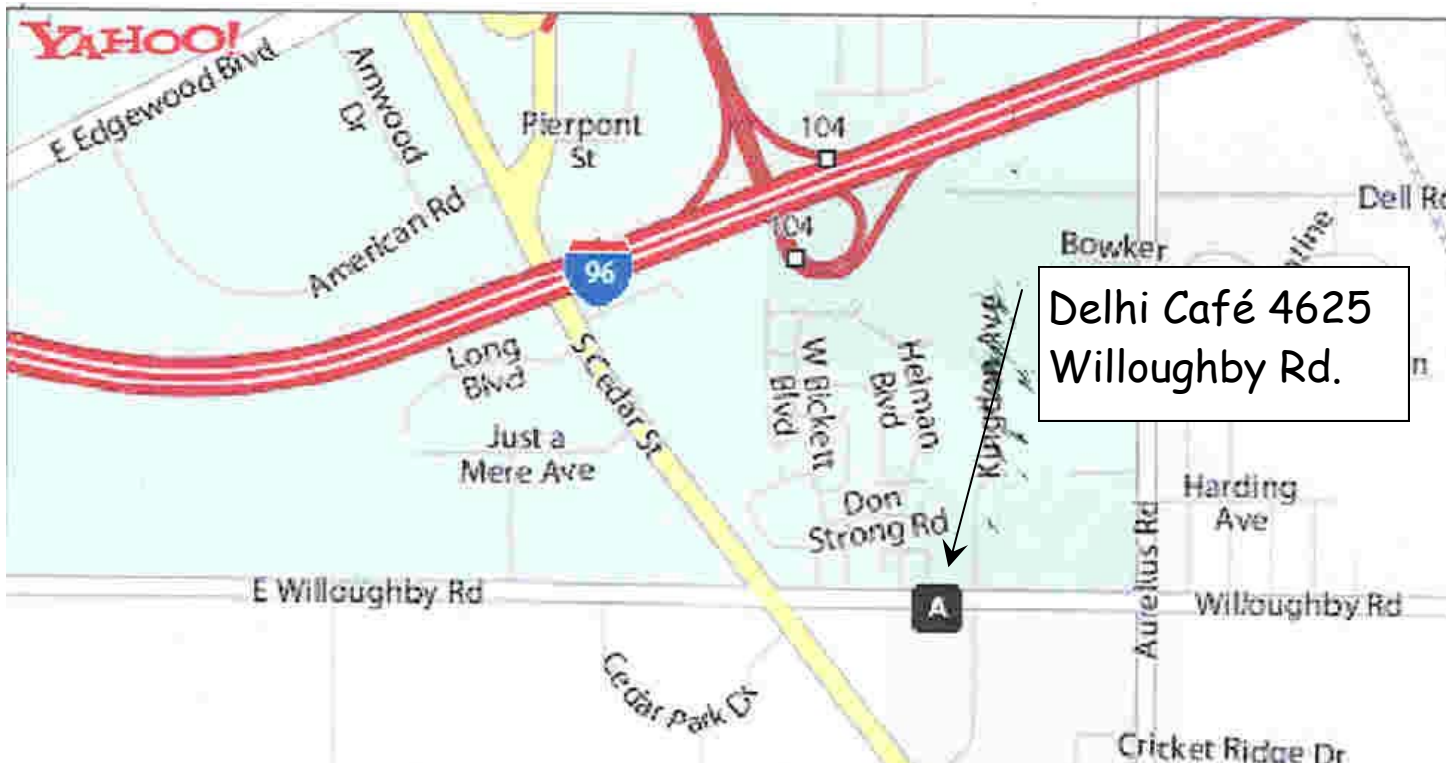 YAHOO!
E Edgewood Blvd
Arnwood
Dr
Pierpont
St
104
American Rd
Dell Rd
104
Bowker
96
Delhi Café 4625
Willoughby Rd.
Long
Blvd
S Cedar St
W Bickett
Blvd
Heiman
Blvd
Kingdon Ave
Just a
Mere Ave
Don
Strong Rd
Harding
Ave
Aurelius Rd
E Willoughby Rd
A
Willoughby Rd
Cedar Park Dr
Cricket Ridge Dr